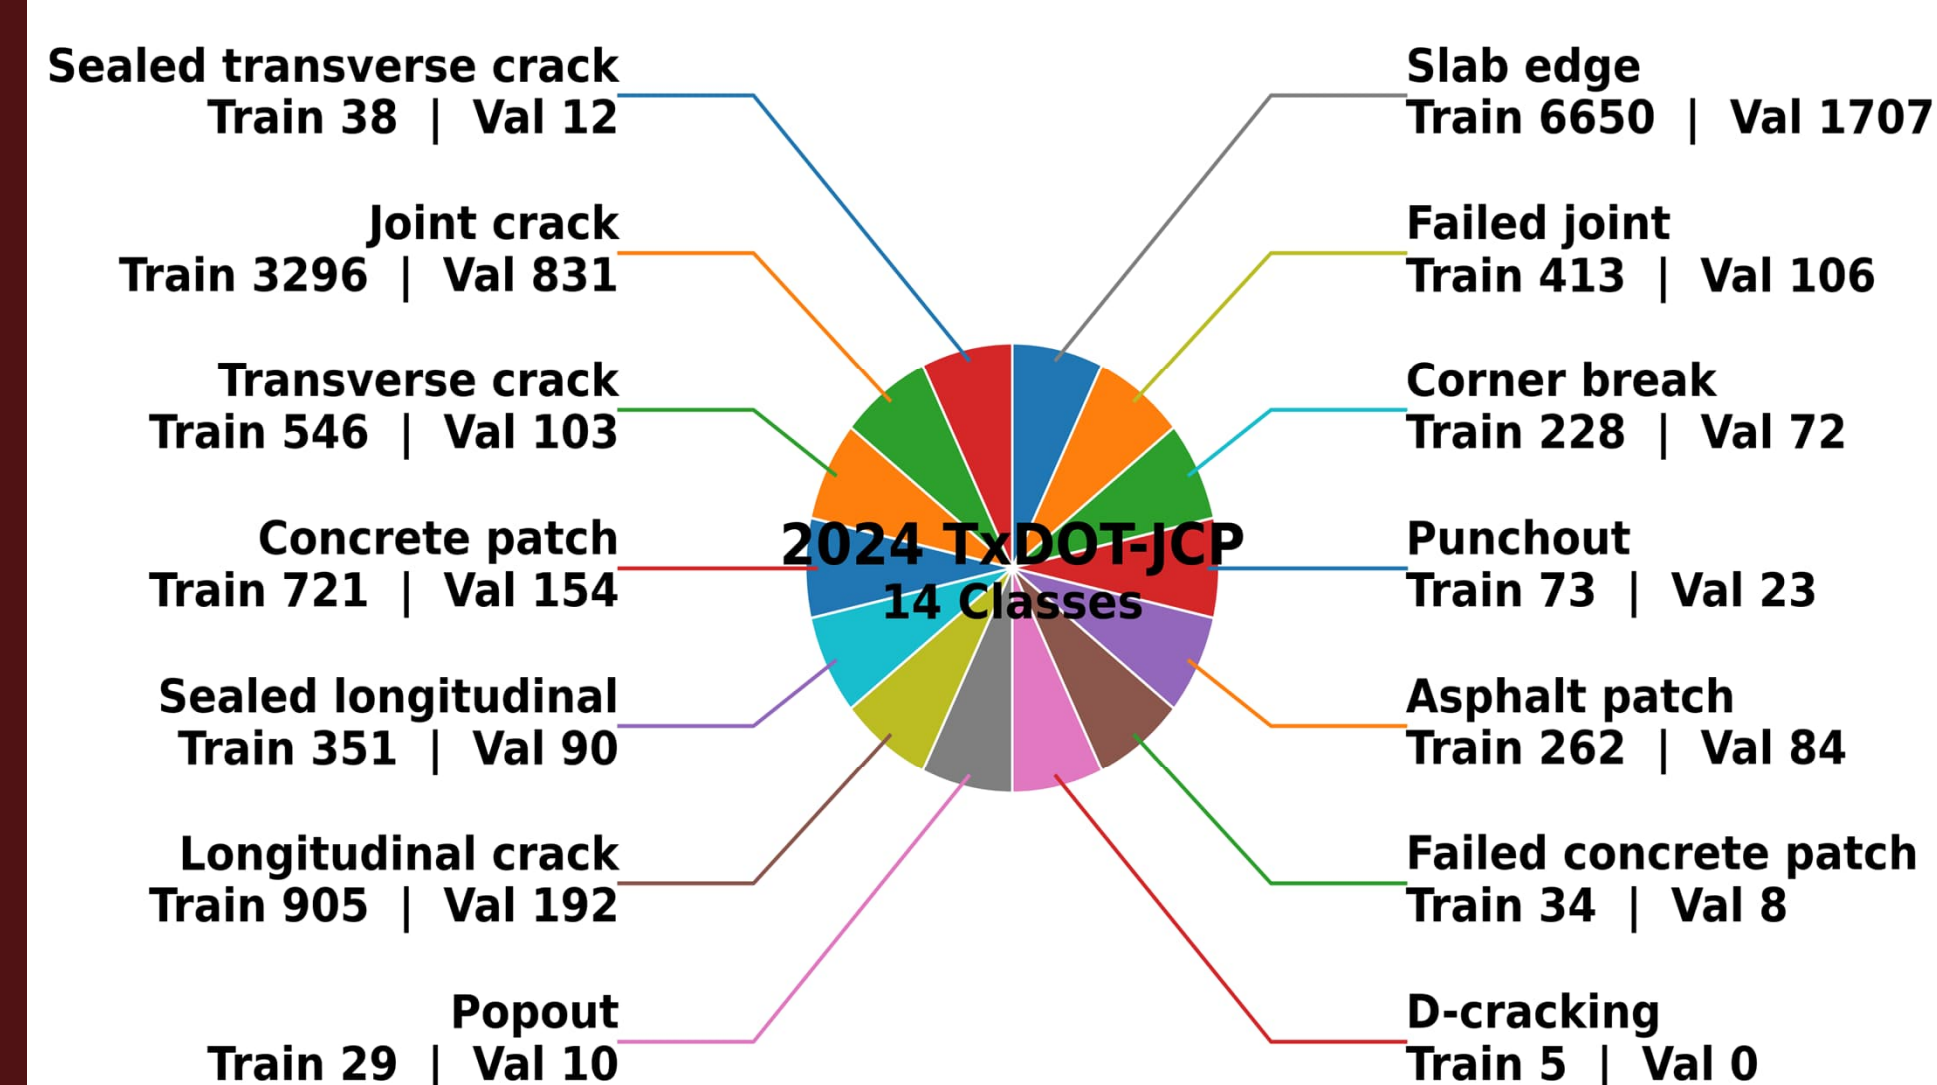 Sealed transverse crack
Train 38 | Val 12
Joint crack
Train 3296 | Val 831
Transverse crack
Train 546 | Val 103
Concrete patch
Train 721 | Val 154
Sealed longitudinal
Train 351 | Val 90
Longitudinal crack
Train 905 | Val 192
Popout
Train 29 | Val 10
2024 TxDOT-JCP
14 Classes
Slab edge
Train 6650 | Val 1707
Failed joint
Train 413 | Val 106
Corner break
Train 228 | Val 72
Punchout
Train 73 | Val 23
Asphalt patch
Train 262 | Val 84
Failed concrete patch
Train 34 | Val 8
D-cracking
Train 5 | Val 0